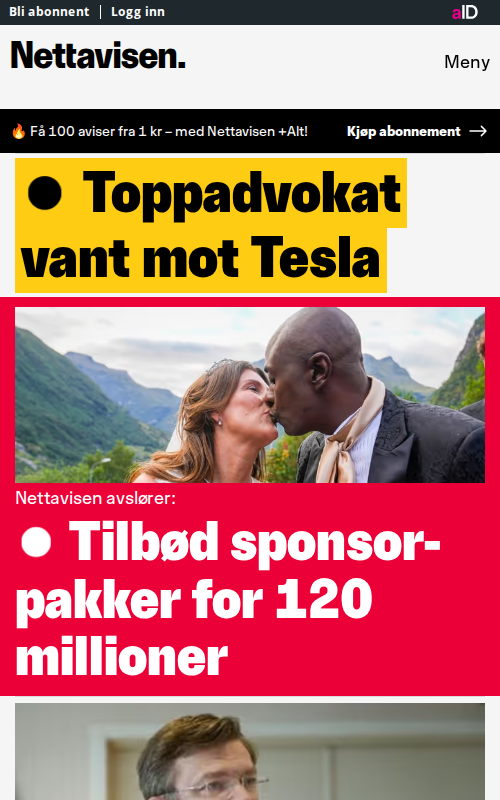 Bli abonnent | Logg inn
aID
Nettavisen.
Meny
🔥 Få 100 aviser fra 1 kr – med Nettavisen +Alt!
Kjøp abonnement →
Toppadvokat
vant mot Tesla
Nettavisen avslører:
Tilbød sponsor-
pakker for 120
millioner